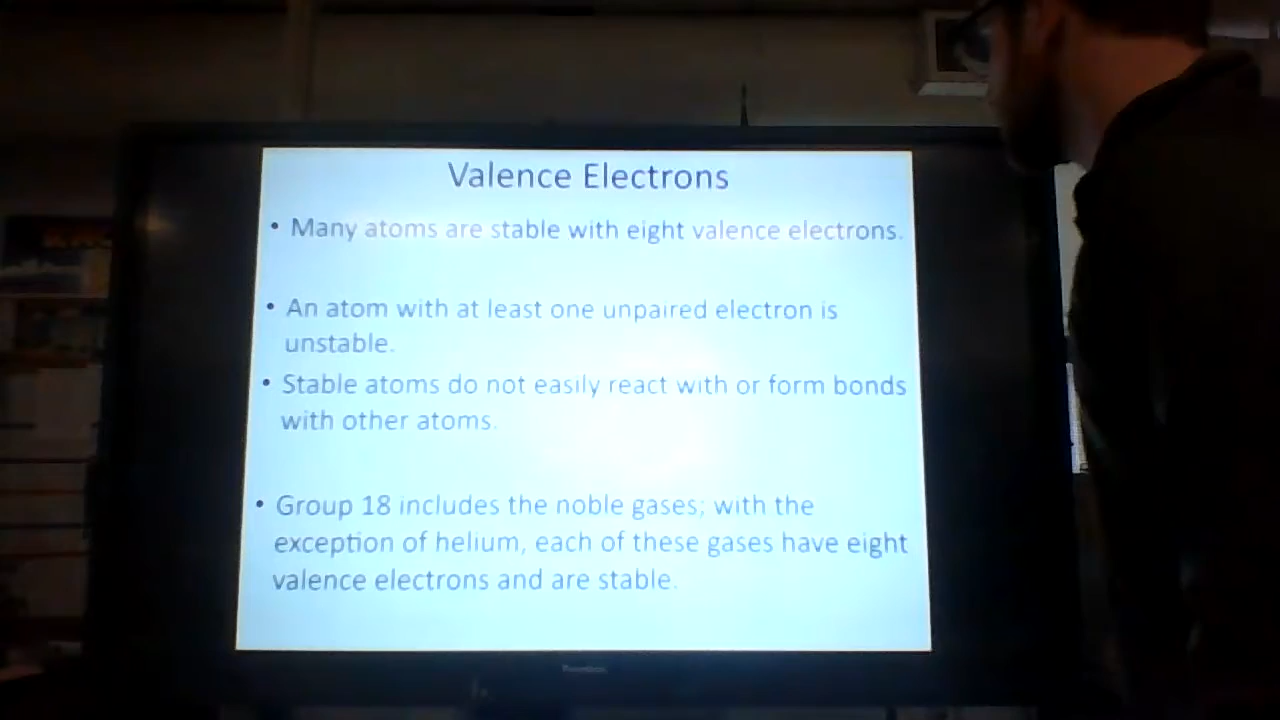 Valence Electrons
• Many atoms are stable with eight valence electrons.
• An atom with at least one unpaired electron is
unstable.
• Stable atoms do not easily react with or form bonds
with other atoms.
• Group 18 includes the noble gases; with the
exception of helium, each of these gases have eight
valence electrons and are stable.